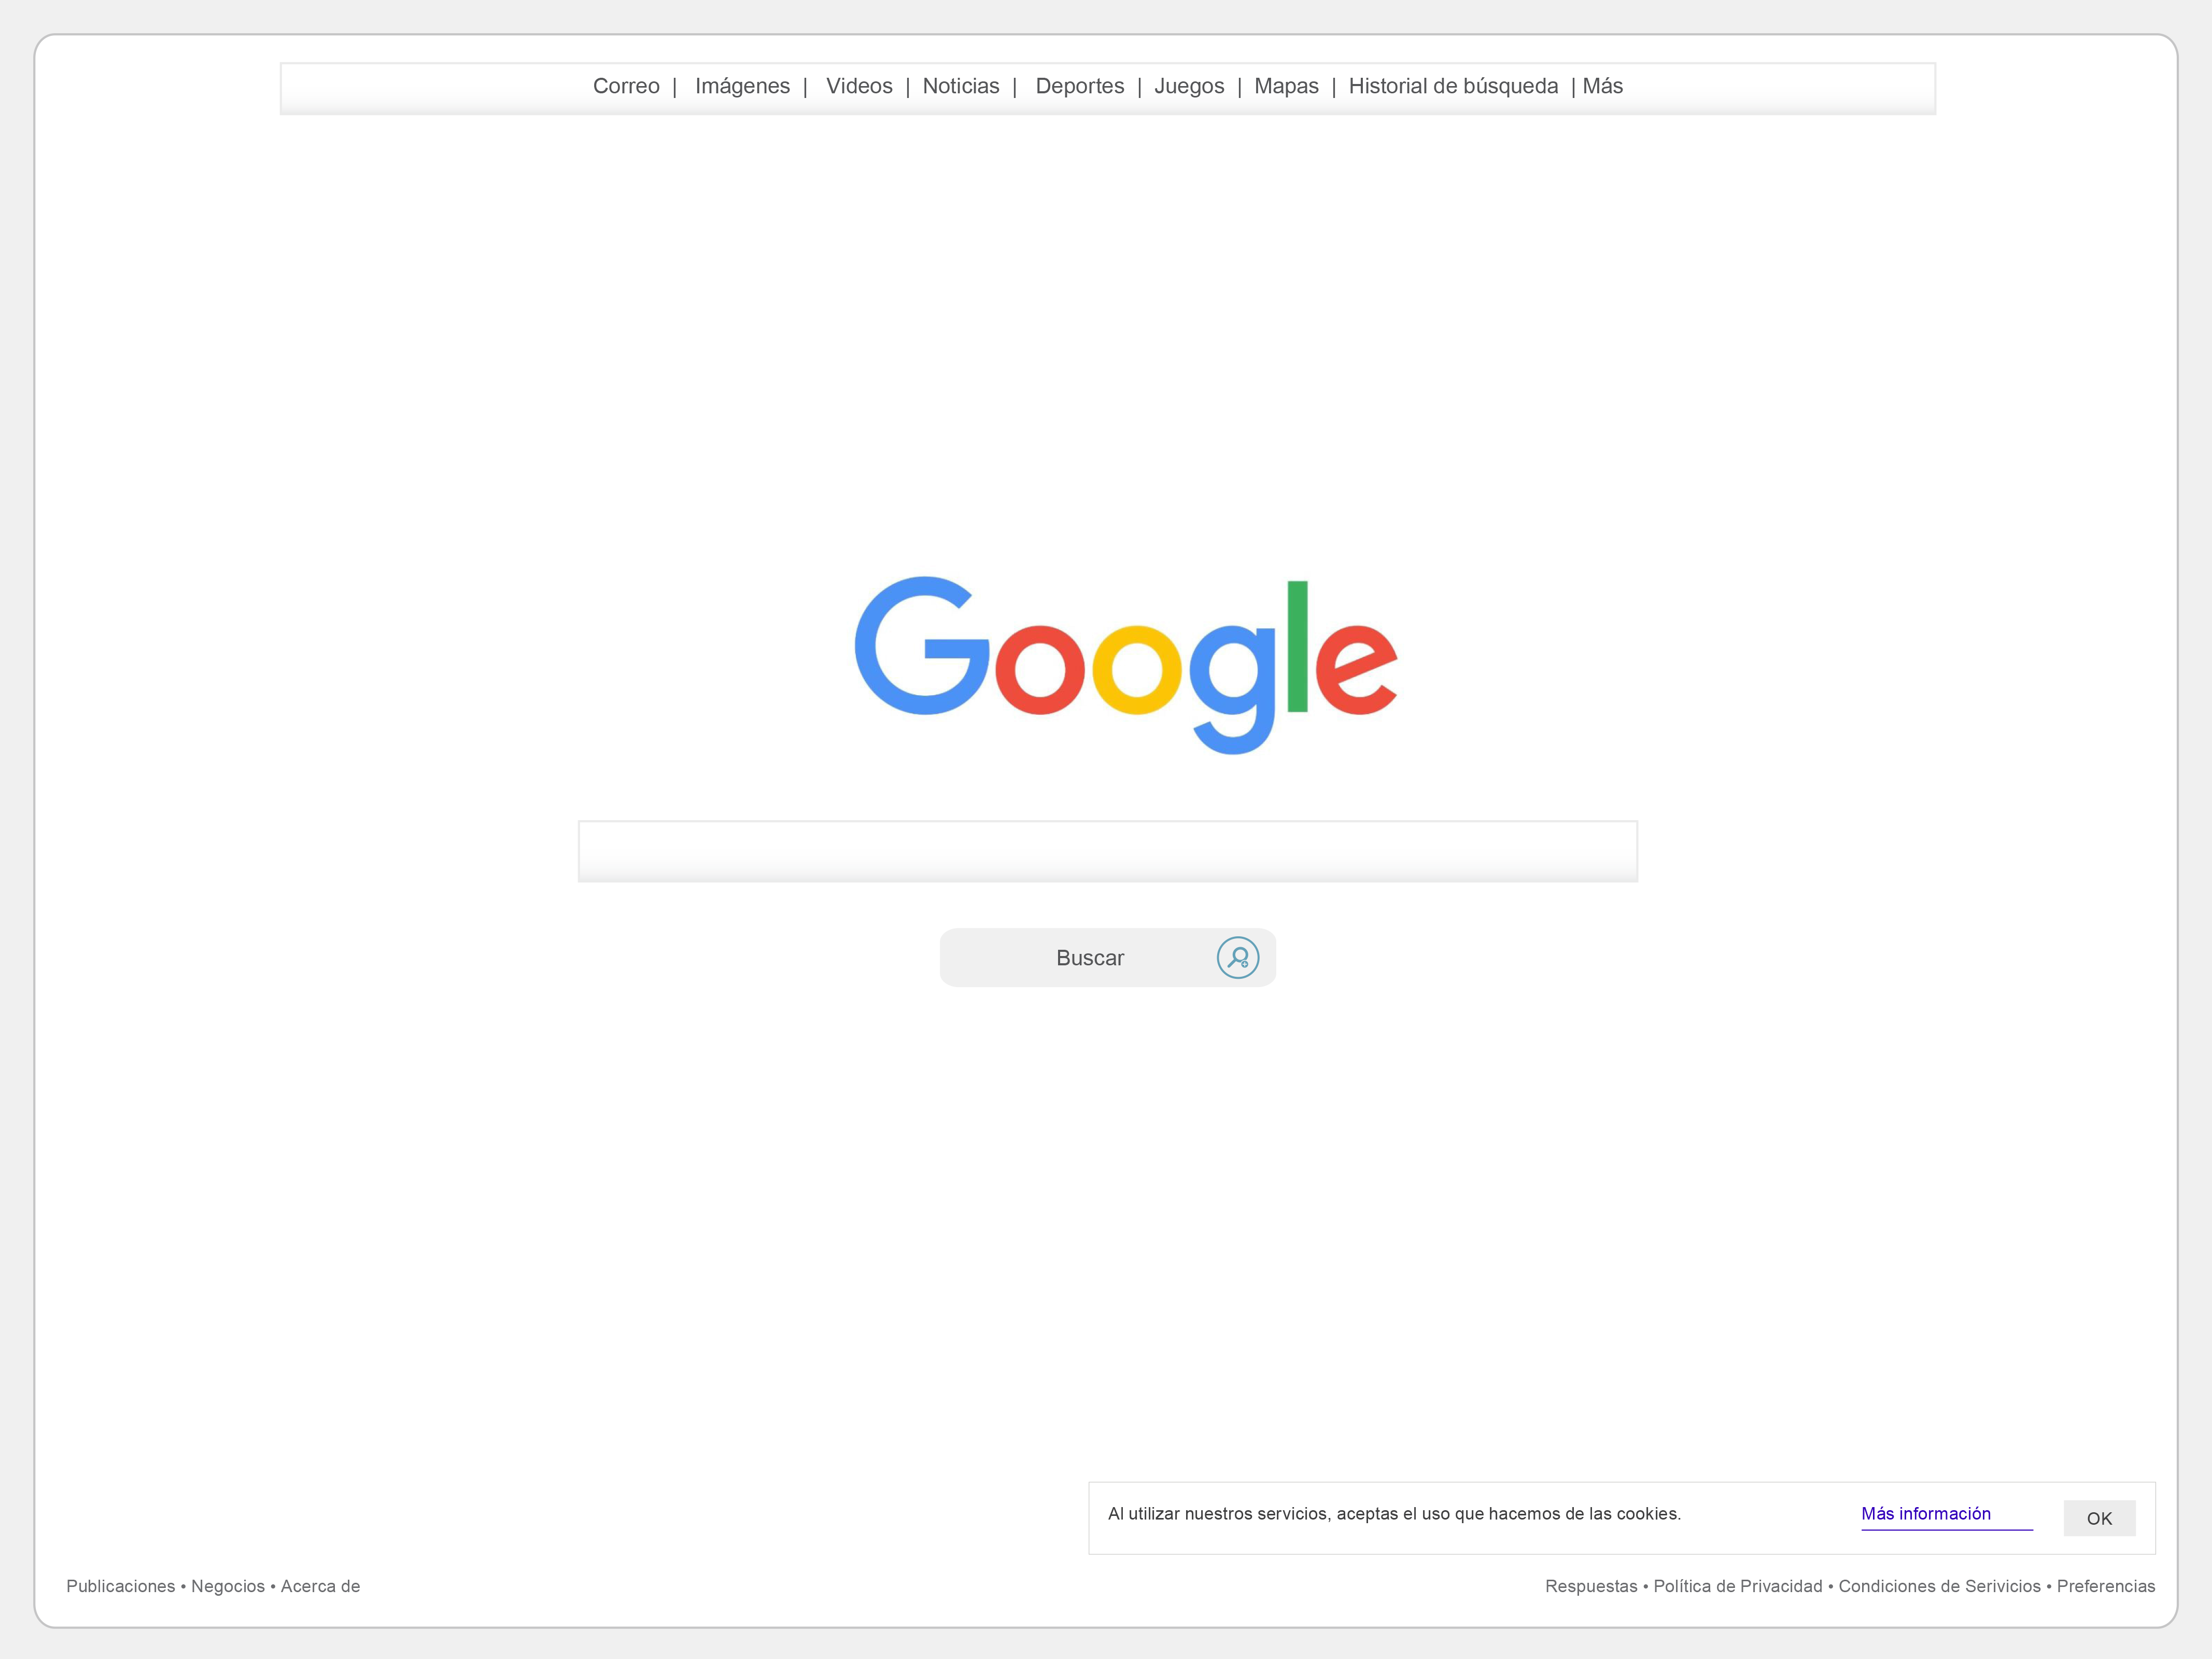 Correo | Imágenes | Videos | Noticias | Deportes | Juegos | Mapas | Historial de búsqueda | Más
Google
Buscar
Al utilizar nuestros servicios, aceptas el uso que hacemos de las cookies. Más información OK
Publicaciones • Negocios • Acerca de
Respuestas • Política de Privacidad • Condiciones de Serivicios • Preferencias